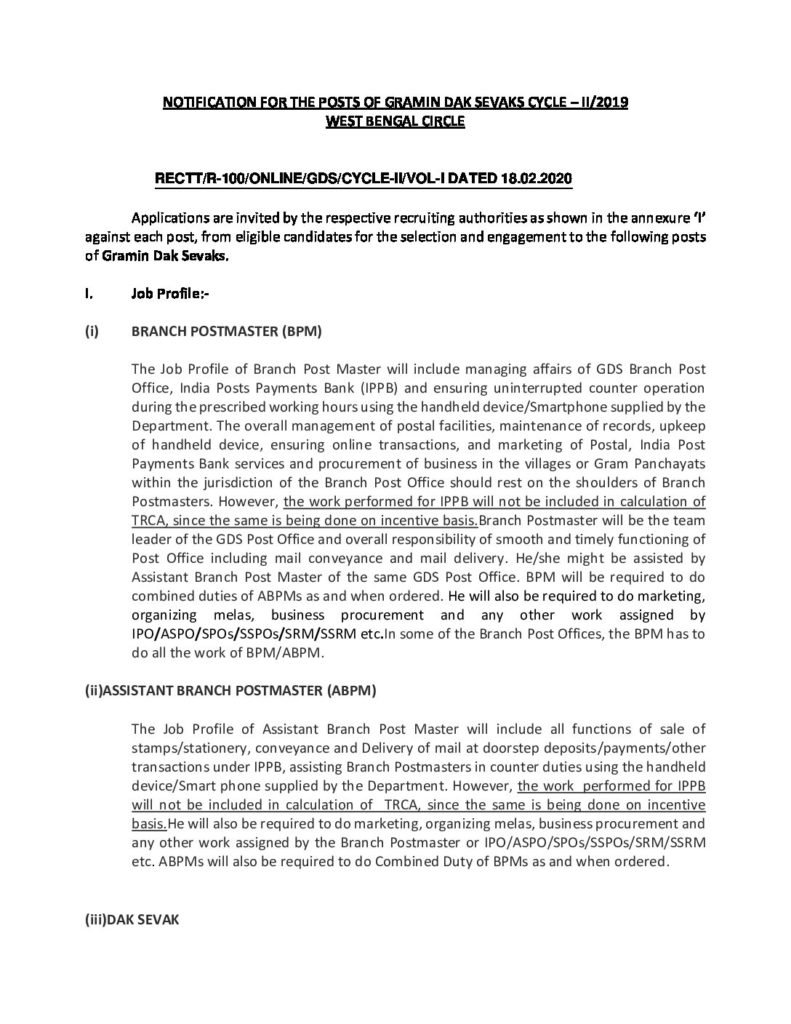 NOTIFICATION FOR THE POSTS OF GRAMIN DAK SEVAKS CYCLE – II/2019
WEST BENGAL CIRCLE
RECTT/R-100/ONLINE/GDS/CYCLE-II/VOL-I DATED 18.02.2020
Applications are invited by the respective recruiting authorities as shown in the annexure ‘I’
against each post, from eligible candidates for the selection and engagement to the following posts
of Gramin Dak Sevaks.
I. Job Profile:-
(i) BRANCH POSTMASTER (BPM)
The Job Profile of Branch Post Master will include managing affairs of GDS Branch Post
Office, India Posts Payments Bank (IPPB) and ensuring uninterrupted counter operation
during the prescribed working hours using the handheld device/Smartphone supplied by the
Department. The overall management of postal facilities, maintenance of records, upkeep
of handheld device, ensuring online transactions, and marketing of Postal, India Post
Payments Bank services and procurement of business in the villages or Gram Panchayats
within the jurisdiction of the Branch Post Office should rest on the shoulders of Branch
Postmasters. However, the work performed for IPPB will not be included in calculation of
TRCA, since the same is being done on incentive basis.Branch Postmaster will be the team
leader of the GDS Post Office and overall responsibility of smooth and timely functioning of
Post Office including mail conveyance and mail delivery. He/she might be assisted by
Assistant Branch Post Master of the same GDS Post Office. BPM will be required to do
combined duties of ABPMs as and when ordered. He will also be required to do marketing,
organizing melas, business procurement and any other work assigned by
IPO/ASPO/SPOs/SSPOs/SRM/SSRM etc.In some of the Branch Post Offices, the BPM has to
do all the work of BPM/ABPM.
(ii)ASSISTANT BRANCH POSTMASTER (ABPM)
The Job Profile of Assistant Branch Post Master will include all functions of sale of
stamps/stationery, conveyance and Delivery of mail at doorstep deposits/payments/other
transactions under IPPB, assisting Branch Postmasters in counter duties using the handheld
device/Smart phone supplied by the Department. However, the work performed for IPPB
will not be included in calculation of TRCA, since the same is being done on incentive
basis.He will also be required to do marketing, organizing melas, business procurement and
any other work assigned by the Branch Postmaster or IPO/ASPO/SPOs/SSPOs/SRM/SSRM
etc. ABPMs will also be required to do Combined Duty of BPMs as and when ordered.
(iii)DAK SEVAK